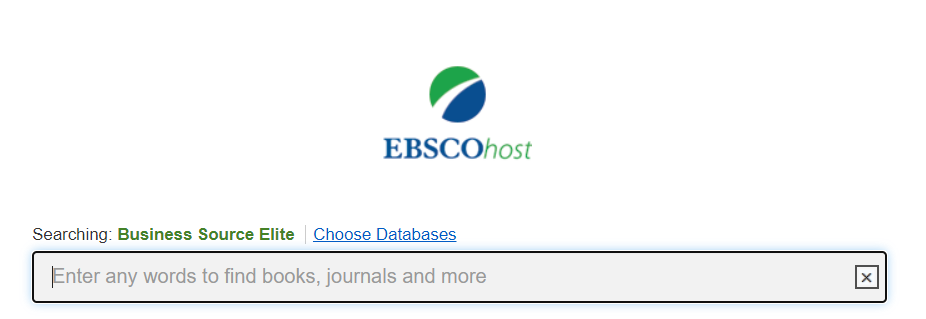 EBSCOhost
Searching: Business Source Elite Choose Databases
Enter any words to find books, journals and more